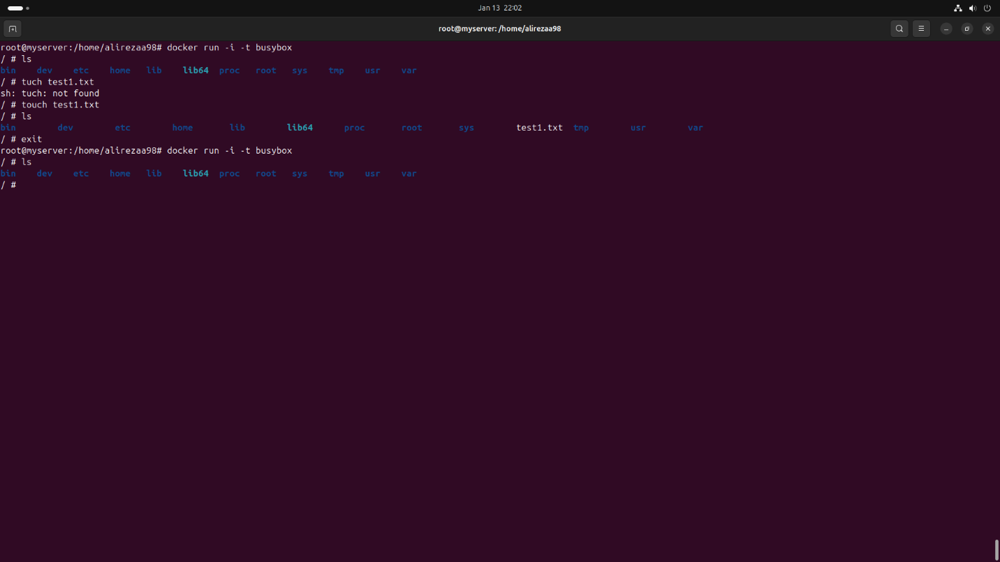 Jan 13 22:02
root@myserver: /home/alirezaa98
root@myserver:/home/alirezaa98# docker run -i -t busybox
/ # ls
bin dev etc home lib lib64 proc root sys tmp usr var
/ # tuch test1.txt
sh: tuch: not found
/ # touch test1.txt
/ # ls
bin dev etc home lib lib64 proc root sys test1.txt tmp usr var
/ # exit
root@myserver:/home/alirezaa98# docker run -i -t busybox
/ # ls
bin dev etc home lib lib64 proc root sys tmp usr var
/ #